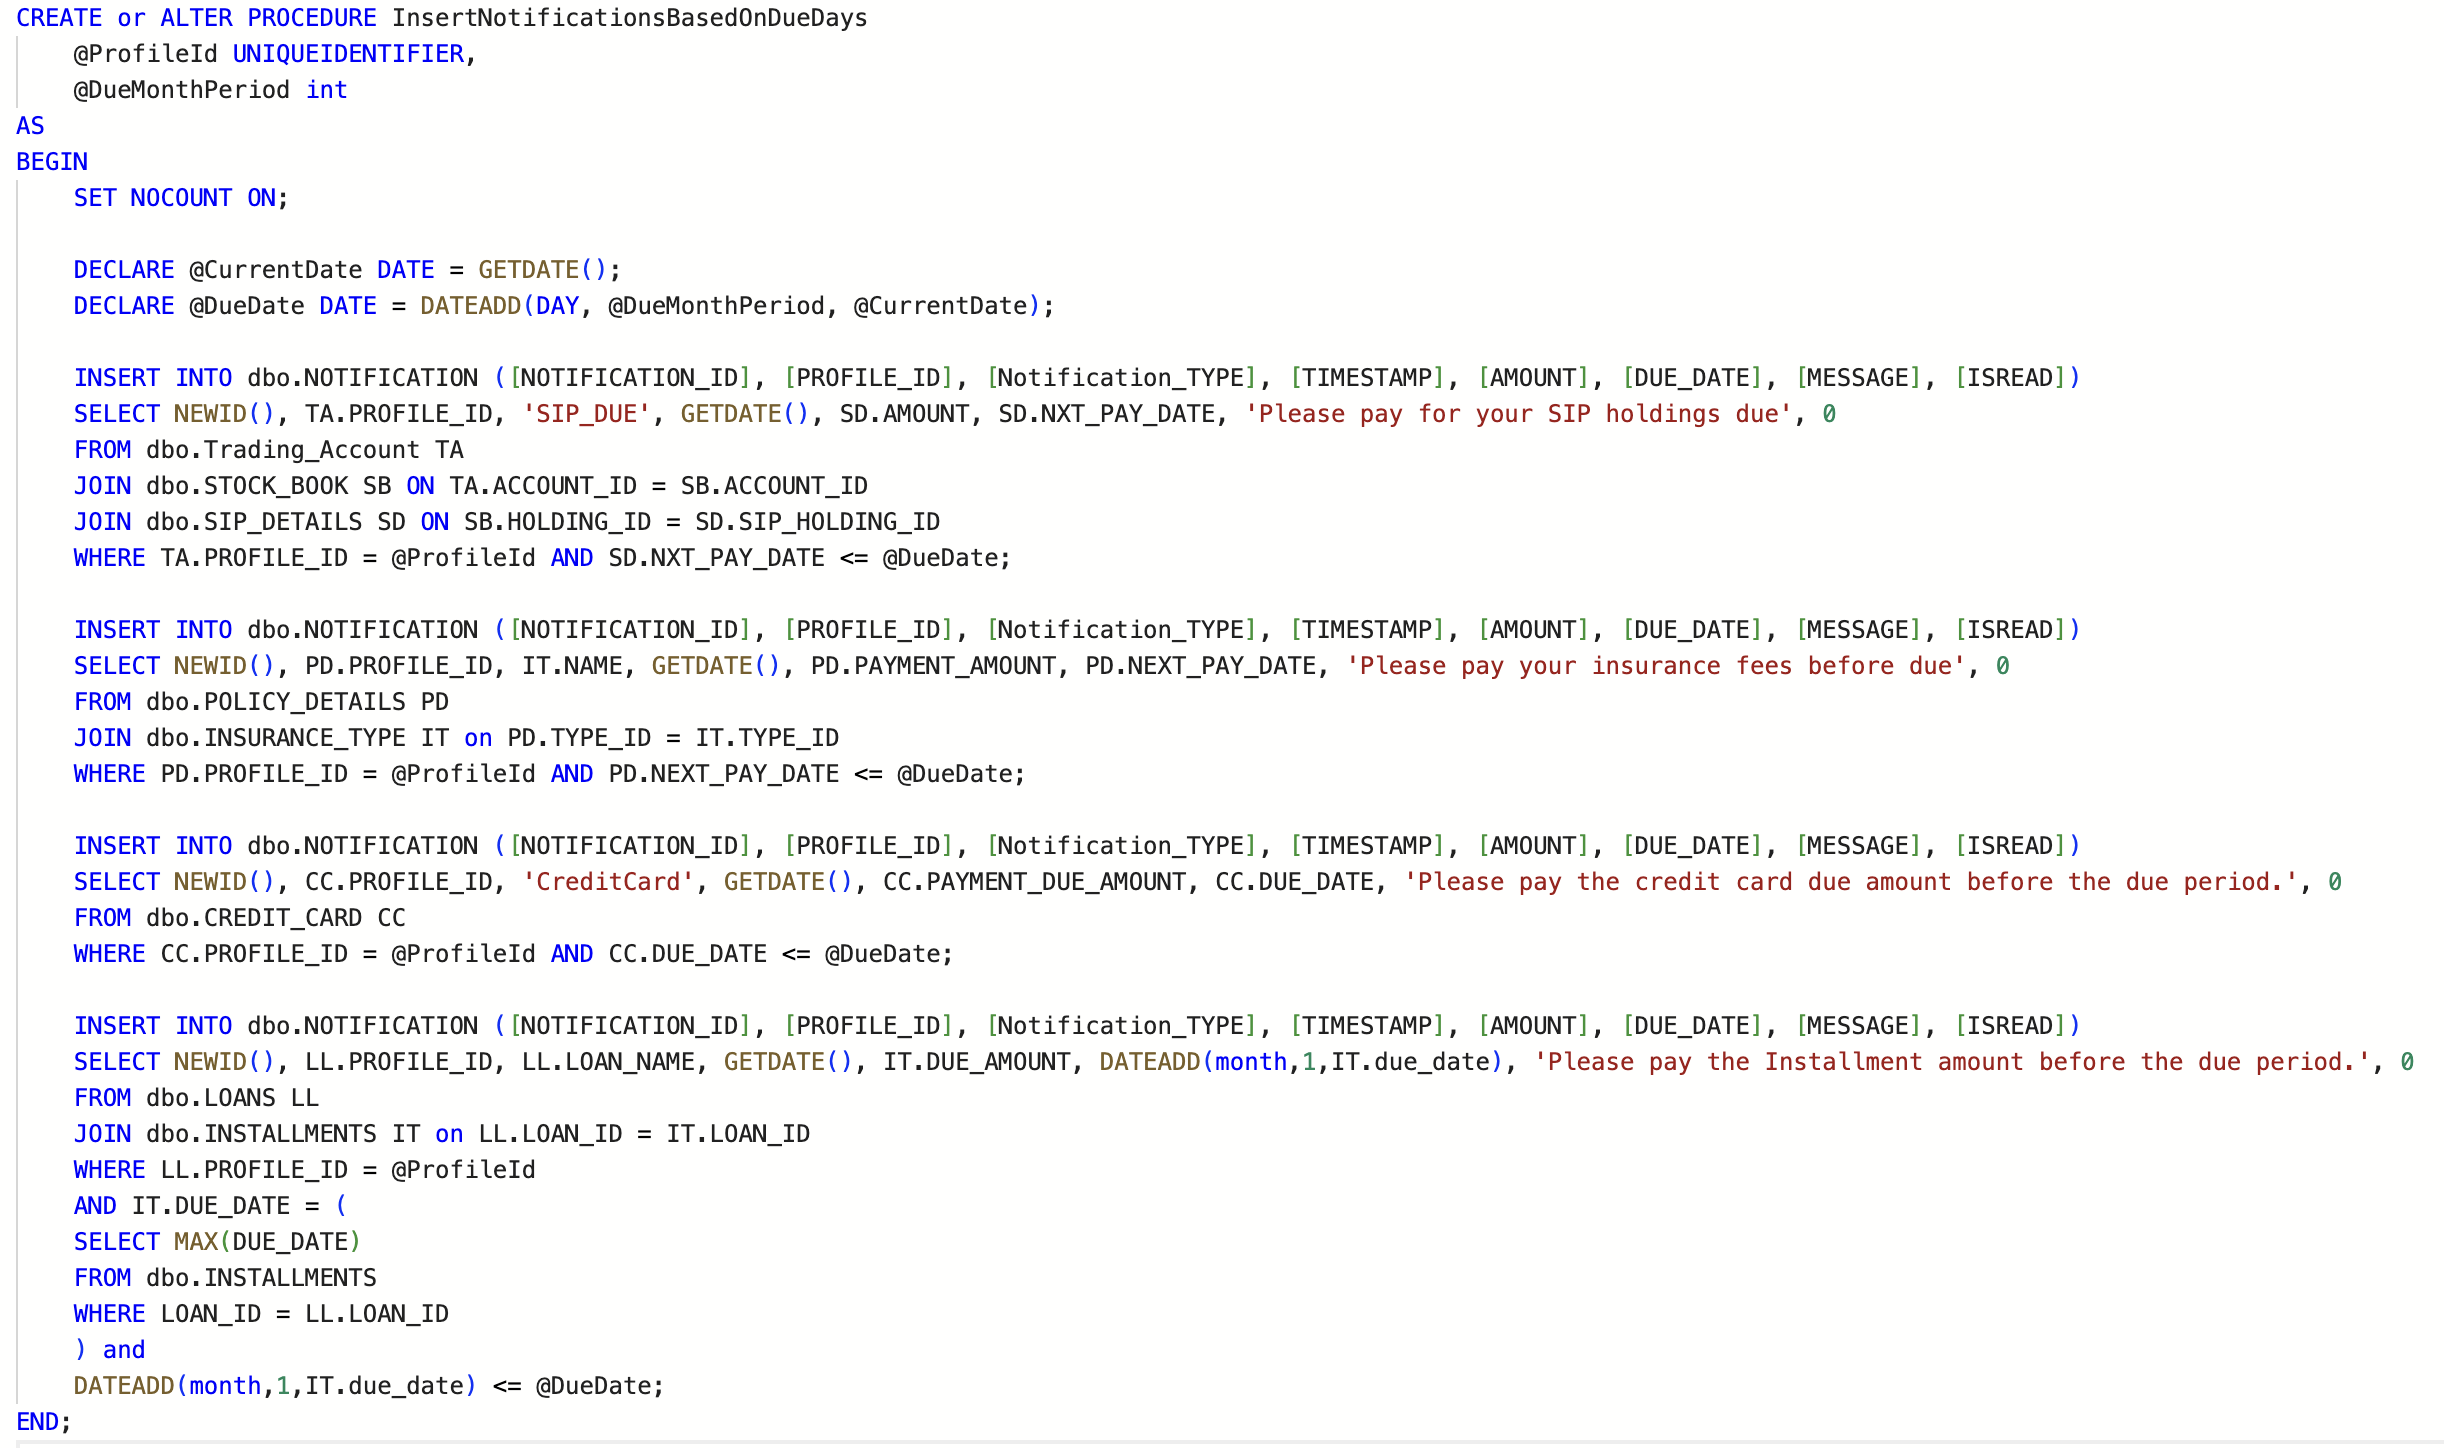 CREATE or ALTER PROCEDURE InsertNotificationsBasedOnDueDays
    @ProfileId UNIQUEIDENTIFIER,
    @DueMonthPeriod int
AS
BEGIN
    SET NOCOUNT ON;

    DECLARE @CurrentDate DATE = GETDATE();
    DECLARE @DueDate DATE = DATEADD(DAY, @DueMonthPeriod, @CurrentDate);

    INSERT INTO dbo.NOTIFICATION ([NOTIFICATION_ID], [PROFILE_ID], [Notification_TYPE], [TIMESTAMP], [AMOUNT], [DUE_DATE], [MESSAGE], [ISREAD])
    SELECT NEWID(), TA.PROFILE_ID, 'SIP_DUE', GETDATE(), SD.AMOUNT, SD.NXT_PAY_DATE, 'Please pay for your SIP holdings due', 0
    FROM dbo.Trading_Account TA
    JOIN dbo.STOCK_BOOK SB ON TA.ACCOUNT_ID = SB.ACCOUNT_ID
    JOIN dbo.SIP_DETAILS SD ON SB.HOLDING_ID = SD.SIP_HOLDING_ID
    WHERE TA.PROFILE_ID = @ProfileId AND SD.NXT_PAY_DATE <= @DueDate;

    INSERT INTO dbo.NOTIFICATION ([NOTIFICATION_ID], [PROFILE_ID], [Notification_TYPE], [TIMESTAMP], [AMOUNT], [DUE_DATE], [MESSAGE], [ISREAD])
    SELECT NEWID(), PD.PROFILE_ID, IT.NAME, GETDATE(), PD.PAYMENT_AMOUNT, PD.NEXT_PAY_DATE, 'Please pay your insurance fees before due', 0
    FROM dbo.POLICY_DETAILS PD
    JOIN dbo.INSURANCE_TYPE IT on PD.TYPE_ID = IT.TYPE_ID
    WHERE PD.PROFILE_ID = @ProfileId AND PD.NEXT_PAY_DATE <= @DueDate;

    INSERT INTO dbo.NOTIFICATION ([NOTIFICATION_ID], [PROFILE_ID], [Notification_TYPE], [TIMESTAMP], [AMOUNT], [DUE_DATE], [MESSAGE], [ISREAD])
    SELECT NEWID(), CC.PROFILE_ID, 'CreditCard', GETDATE(), CC.PAYMENT_DUE_AMOUNT, CC.DUE_DATE, 'Please pay the credit card due amount before the due period.', 0
    FROM dbo.CREDIT_CARD CC
    WHERE CC.PROFILE_ID = @ProfileId AND CC.DUE_DATE <= @DueDate;

    INSERT INTO dbo.NOTIFICATION ([NOTIFICATION_ID], [PROFILE_ID], [Notification_TYPE], [TIMESTAMP], [AMOUNT], [DUE_DATE], [MESSAGE], [ISREAD])
    SELECT NEWID(), LL.PROFILE_ID, LL.LOAN_NAME, GETDATE(), IT.DUE_AMOUNT, DATEADD(month,1,IT.due_date), 'Please pay the Installment amount before the due period.', 0
    FROM dbo.LOANS LL
    JOIN dbo.INSTALLMENTS IT on LL.LOAN_ID = IT.LOAN_ID
    WHERE LL.PROFILE_ID = @ProfileId
    AND IT.DUE_DATE = (
    SELECT MAX(DUE_DATE)
    FROM dbo.INSTALLMENTS
    WHERE LOAN_ID = LL.LOAN_ID
    ) and
    DATEADD(month,1,IT.due_date) <= @DueDate;
END;